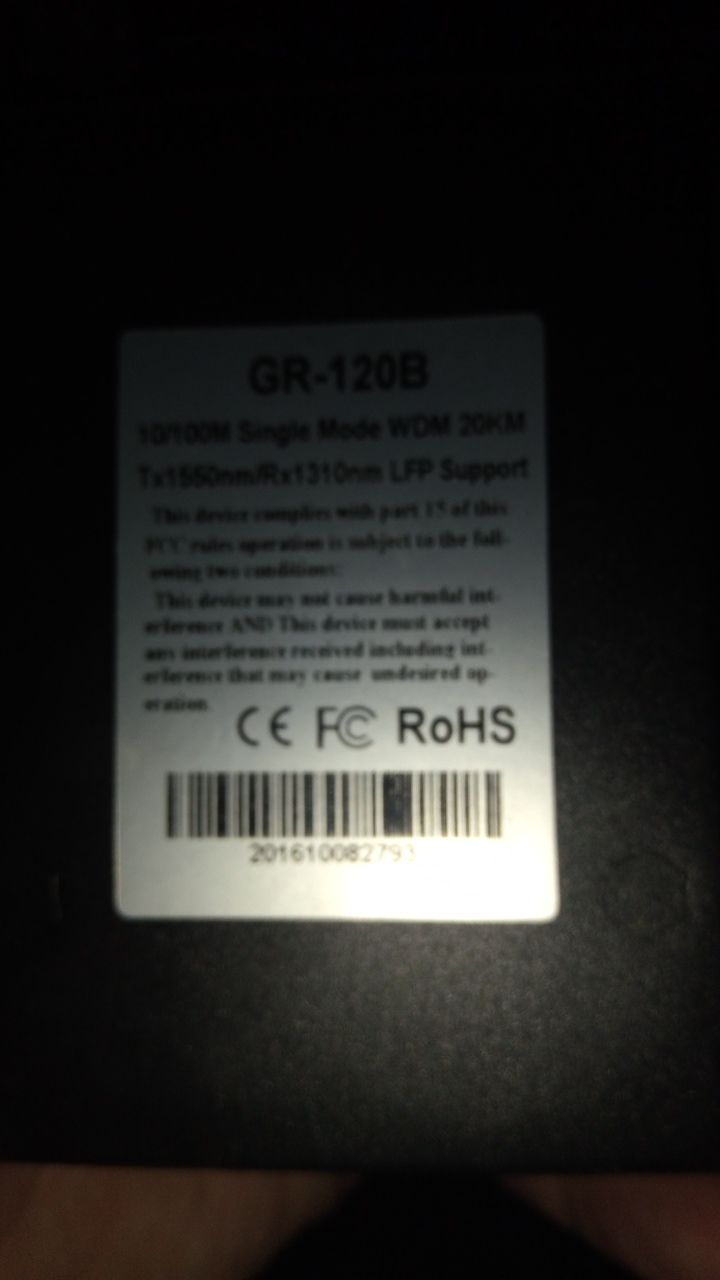 GR-120B
10/100M Single Mode WDM 20KM
Tx1550nm/Rx1310nm LFP Support
This device complies with part 15 of this
FCC rules operation is subject to the foll-
owing two conditions:
This device may not cause harmful int-
erference AND This device must accept
any interference received including int-
erference that may cause undesired op-
eration.
CE FC RoHS
201610082793